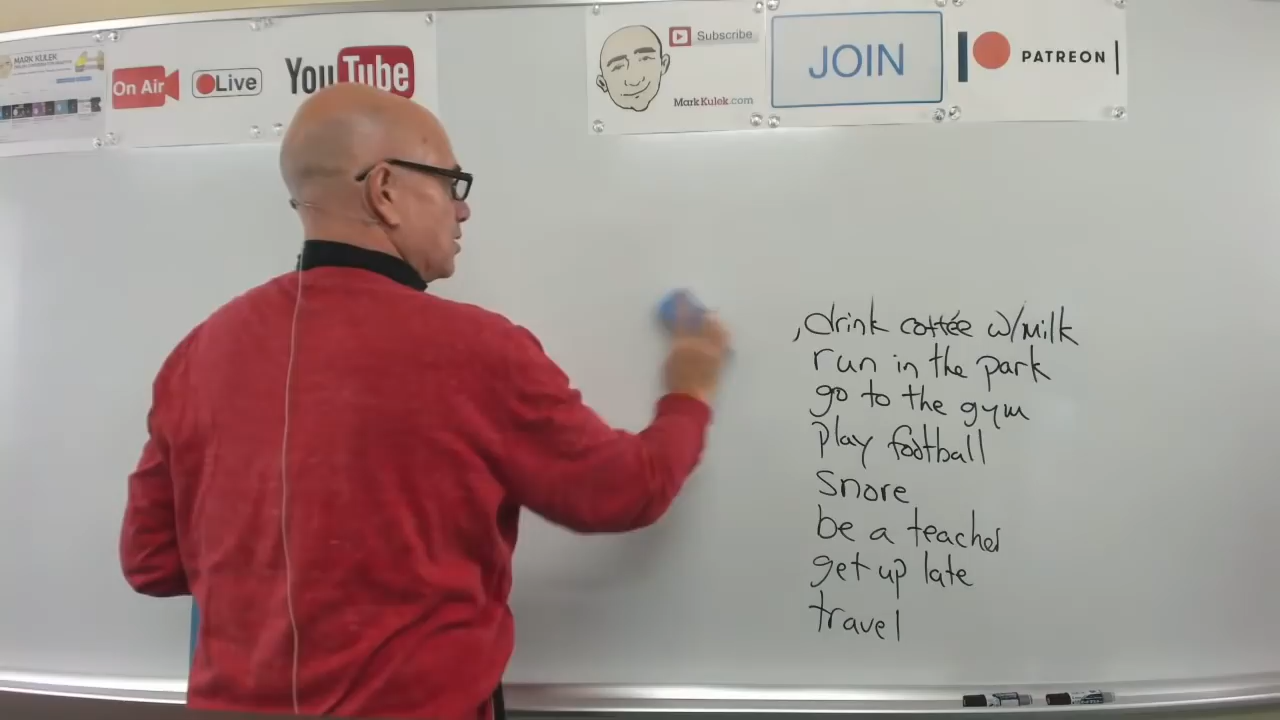 MARK KULEK
On Air
Live
YouTube
Subscribe
MarkKulek.com
JOIN
PATREON
, drink coffee w/milk
run in the park
go to the gym
play football
snore
be a teacher
get up late
travel